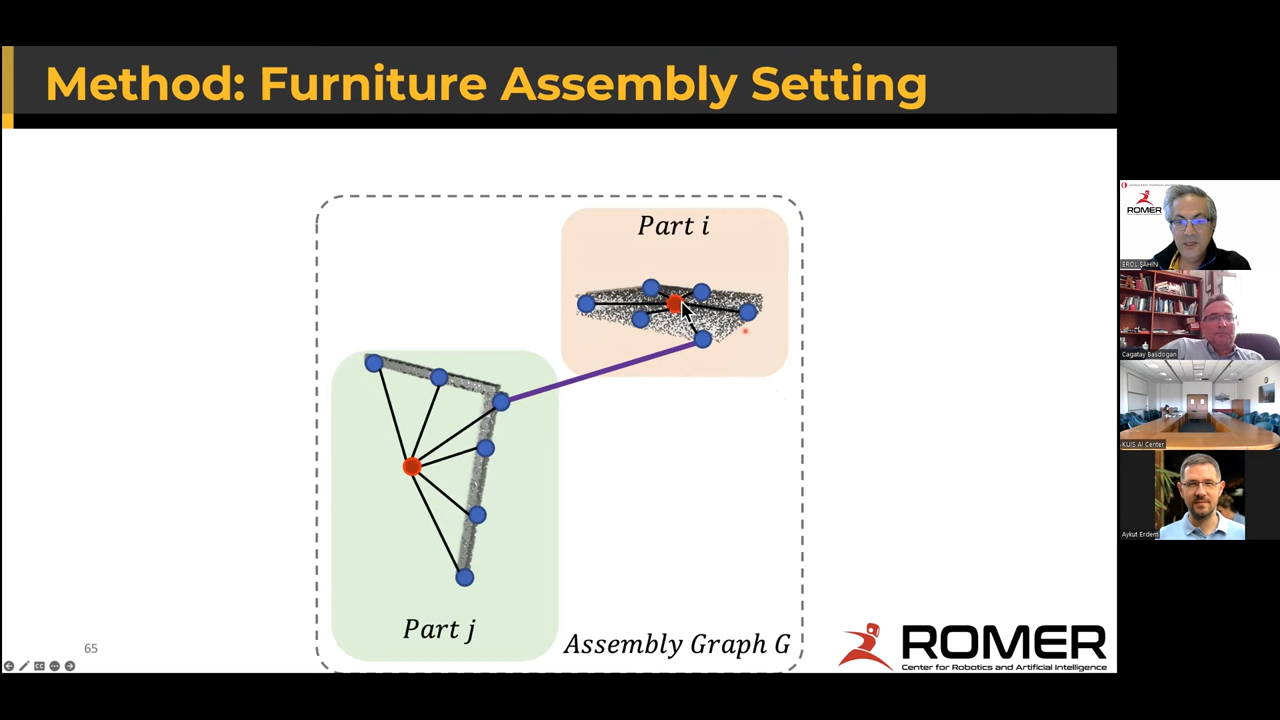 Method: Furniture Assembly Setting
Part i
Part j
Assembly Graph G
65
ROMER
Center for Robotics and Artificial Intelligence
ROMER
EROL ŞAHİN
Cagatay Basdogan
KUIS AI Center
Aykut Erdem